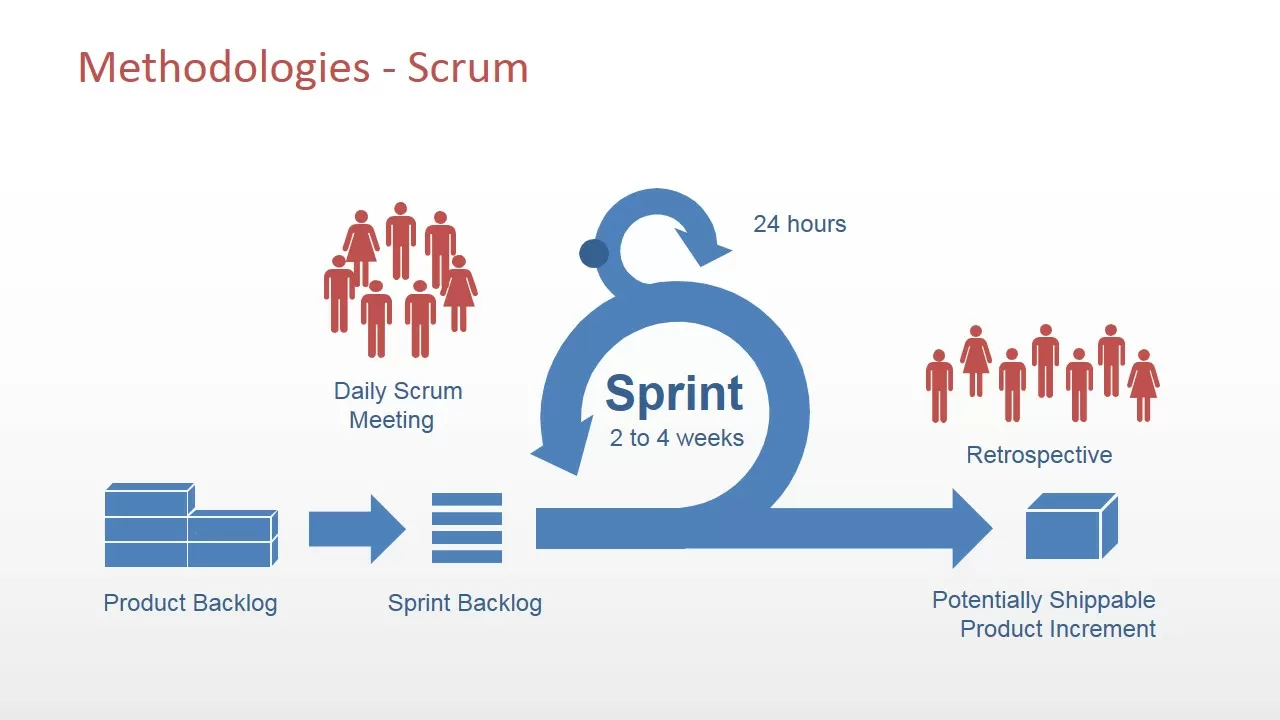 Methodologies - Scrum
24 hours
Daily Scrum
Meeting
Sprint
2 to 4 weeks
Retrospective
Product Backlog
Sprint Backlog
Potentially Shippable
Product Increment